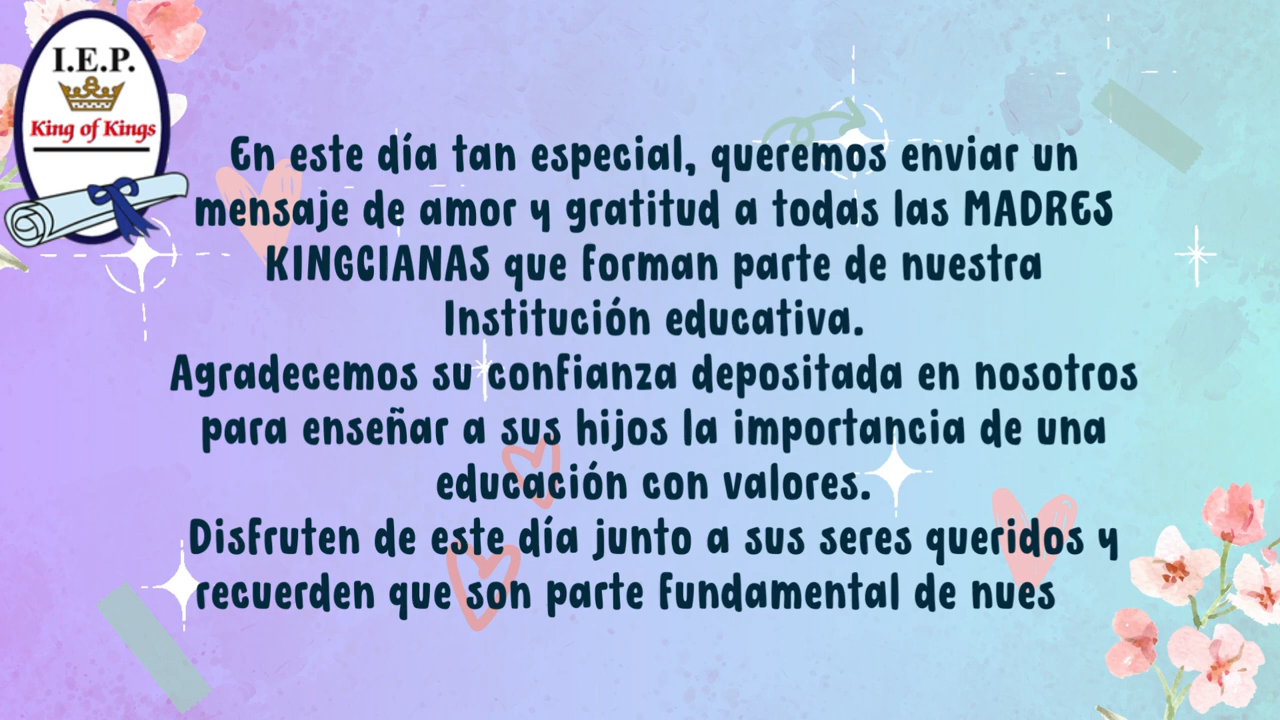 I.E.P.
King of Kings
En este día tan especial, queremos enviar un
mensaje de amor y gratitud a todas las MADRES
KINGCIANAS que forman parte de nuestra
Institución educativa.
Agradecemos su confianza depositada en nosotros
para enseñar a sus hijos la importancia de una
educación con valores.
Disfruten de este día junto a sus seres queridos y
recuerden que son parte fundamental de nues